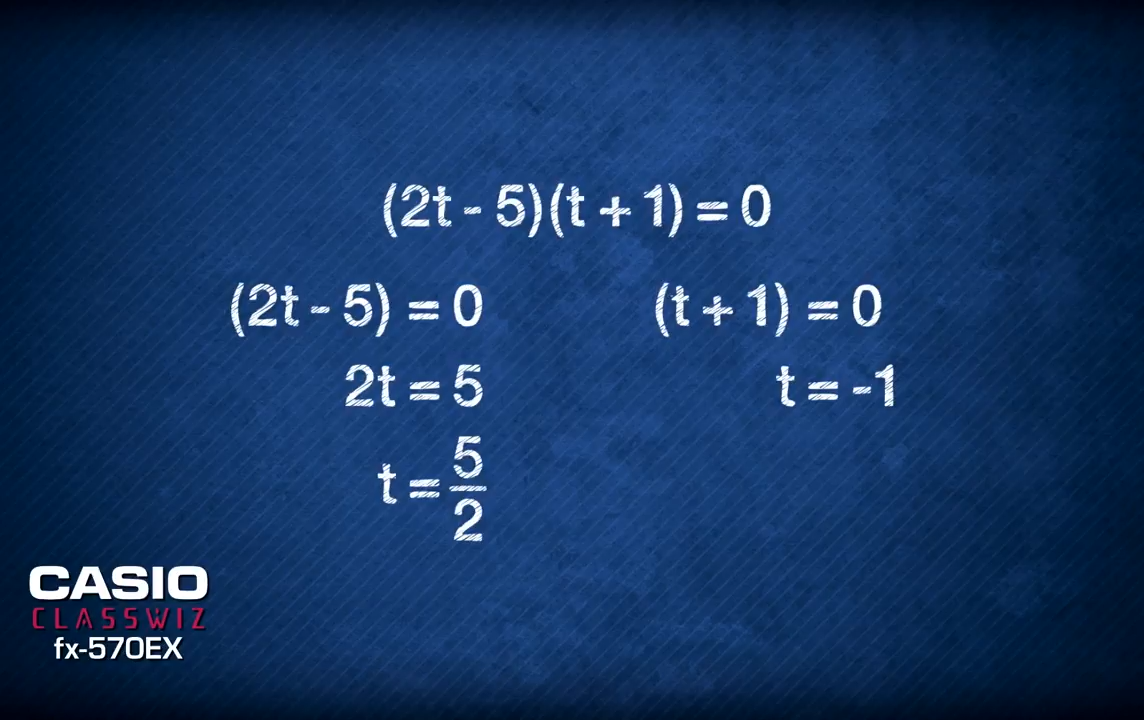 (2t - 5)(t + 1) = 0
(2t - 5) = 0
2t = 5
t = 5/2
(t + 1) = 0
t = -1
CASIO
CLASSWIZ
fx-570EX